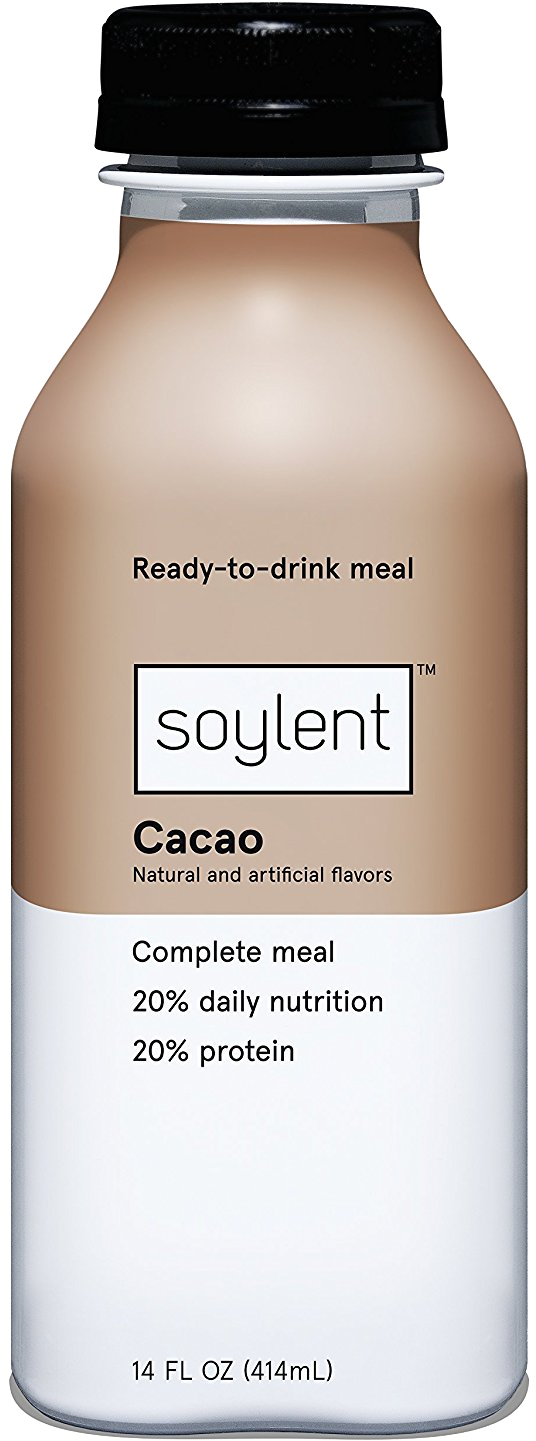 Ready-to-drink meal
soylent™
Cacao
Natural and artificial flavors
Complete meal
20% daily nutrition
20% protein
14 FL OZ (414mL)